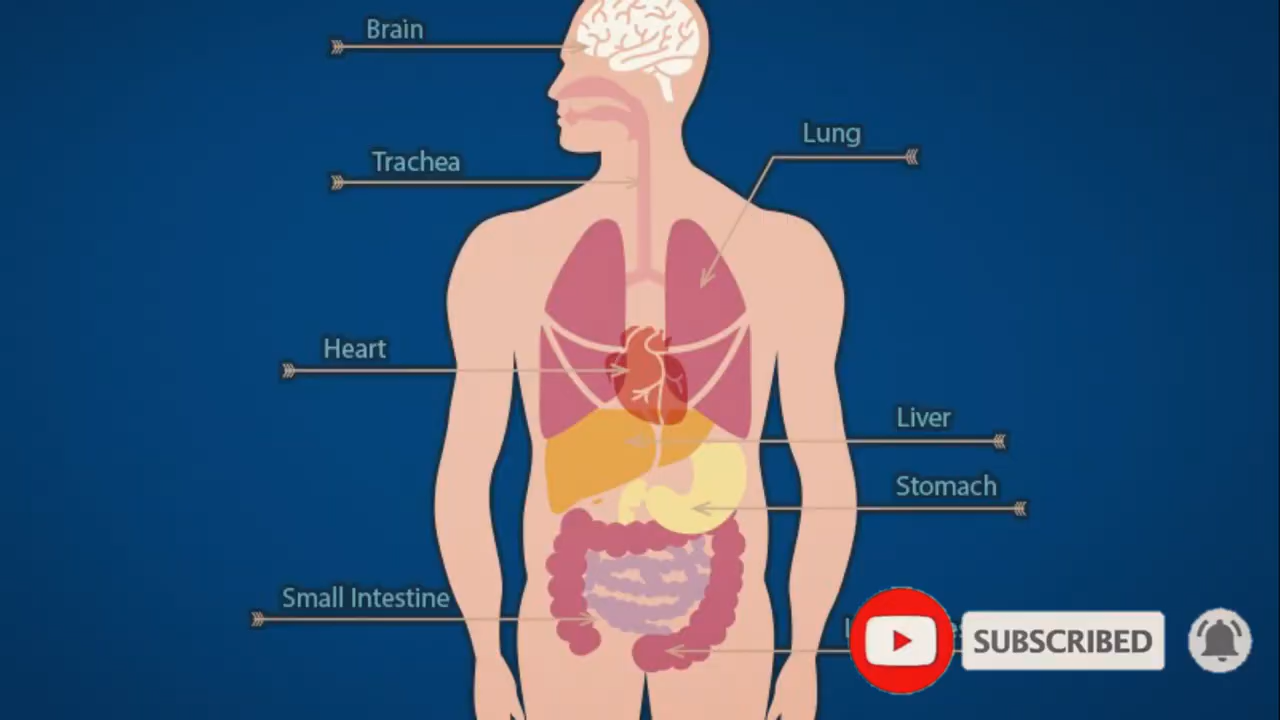 Brain
Lung
Trachea
Heart
Liver
Stomach
Small Intestine
SUBSCRIBED